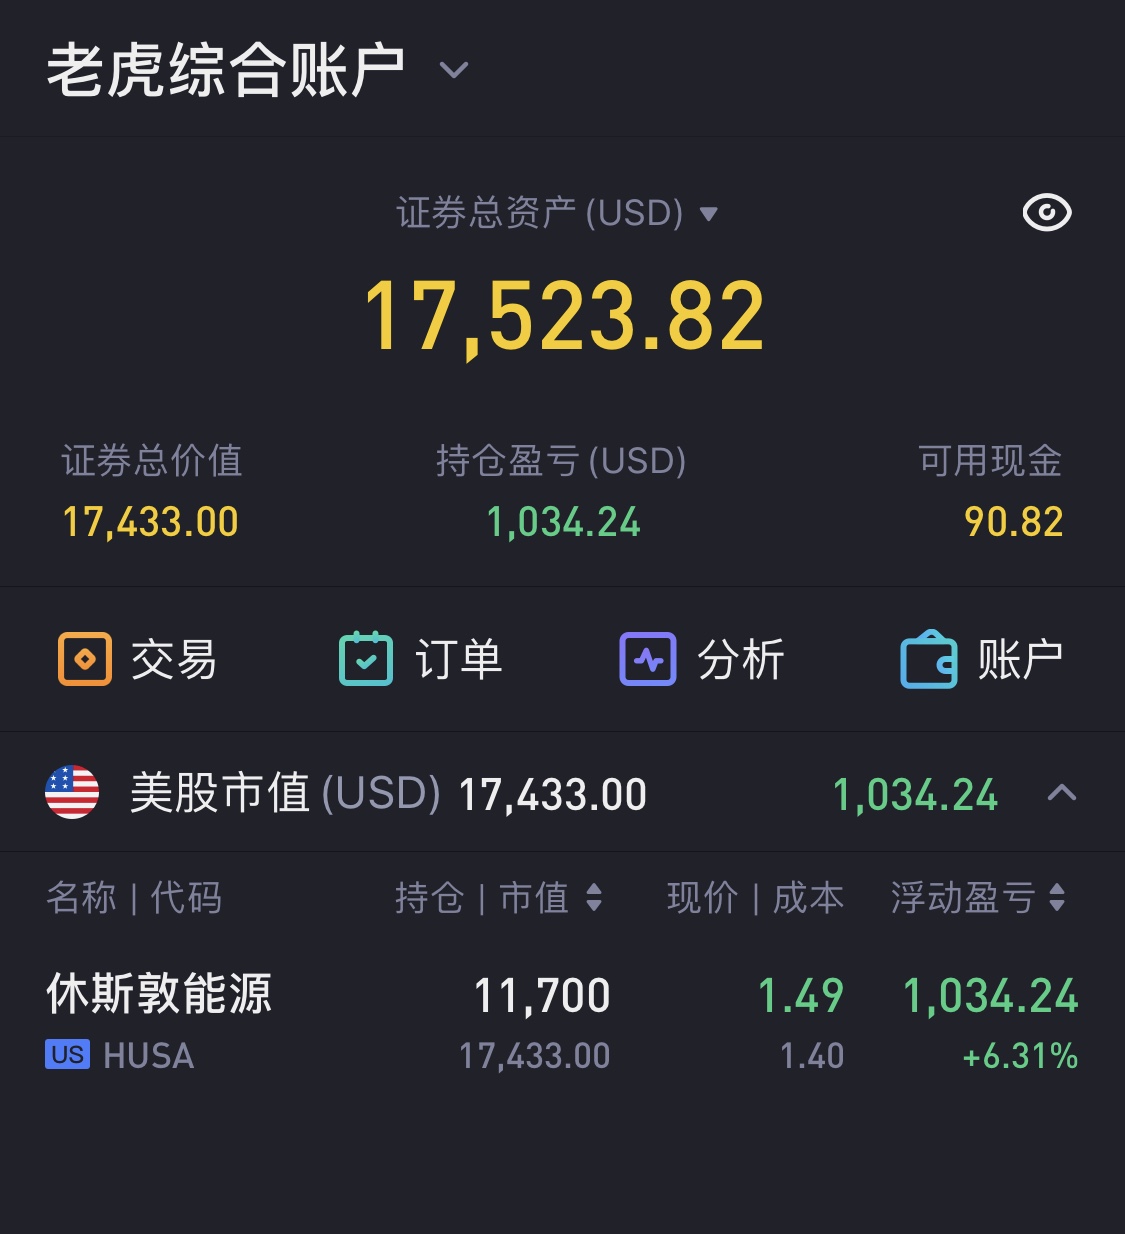 老虎综合账户
证券总资产(USD)
17,523.82
证券总价值 持仓盈亏(USD) 可用现金
17,433.00 1,034.24 90.82
交易 订单 分析 账户
美股市值(USD) 17,433.00 1,034.24
名称 | 代码 持仓 | 市值 现价 | 成本 浮动盈亏
休斯敦能源 11,700 1.49 1,034.24
US HUSA 17,433.00 1.40 +6.31%